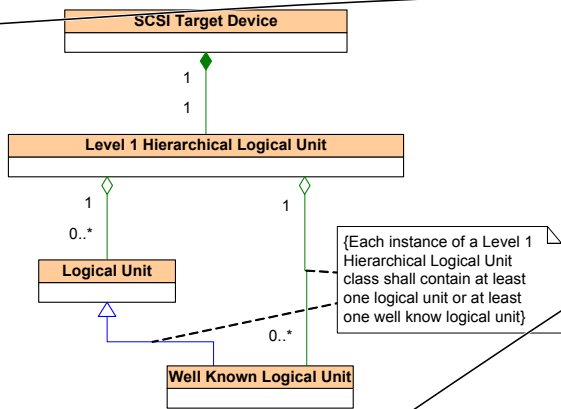 SCSI Target Device
1
1
Level 1 Hierarchical Logical Unit
1
1
0..*
{Each instance of a Level 1
Hierarchical Logical Unit
class shall contain at least
one logical unit or at least
one well know logical unit}
Logical Unit
0..*
Well Known Logical Unit